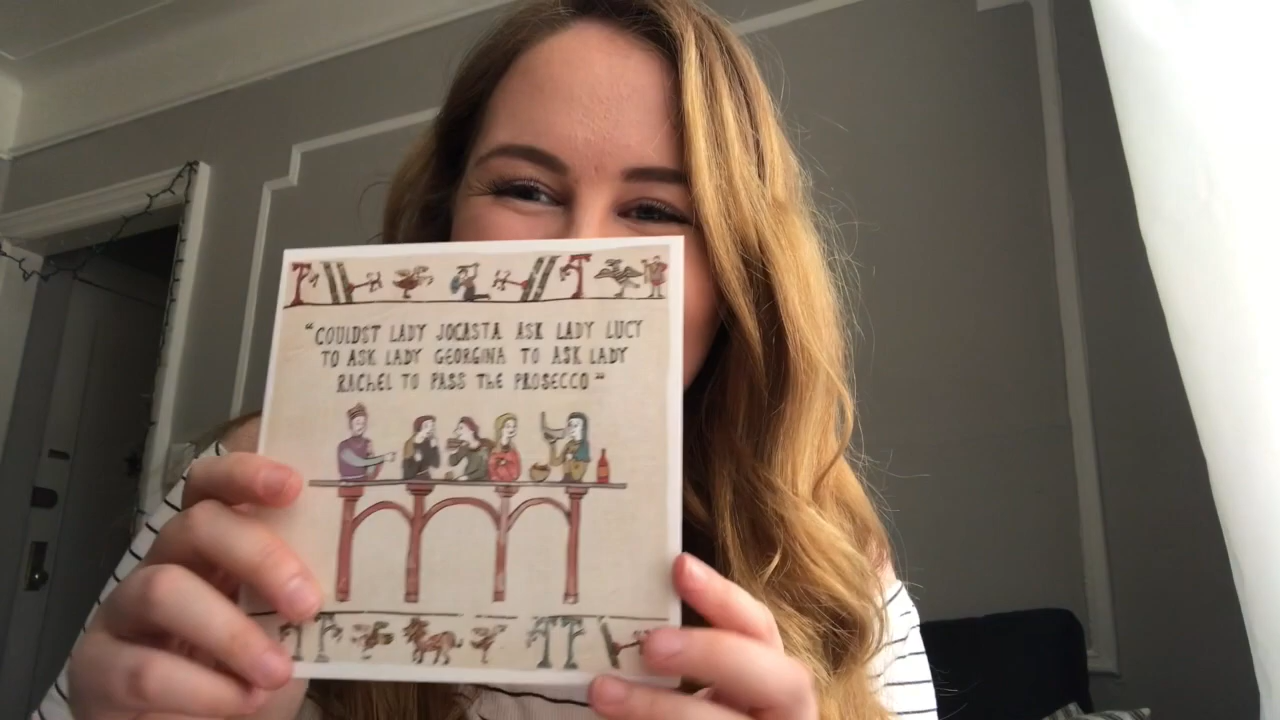 "COULDST LADY JOCASTA ASK LADY LUCY
TO ASK LADY GEORGINA TO ASK LADY
RACHEL TO PASS The PROSECCO"